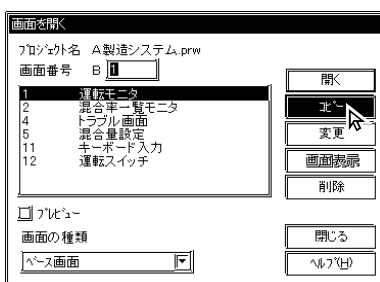 画面を開く
ﾌﾟﾛｼﾞｪｸﾄ名 A製造システム.prw
画面番号 B 1
1 運転モニタ
2 混合率一覧モニタ
4 トラブル画面
5 混合量設定
11 キーボード入力
12 運転スイッチ
開く
ｺﾋﾟｰ
変更
画面表示
削除
ﾌﾟﾚﾋﾞｭｰ
画面の種類
ﾍﾞｰｽ画面
閉じる
ﾍﾙﾌﾟ(H)